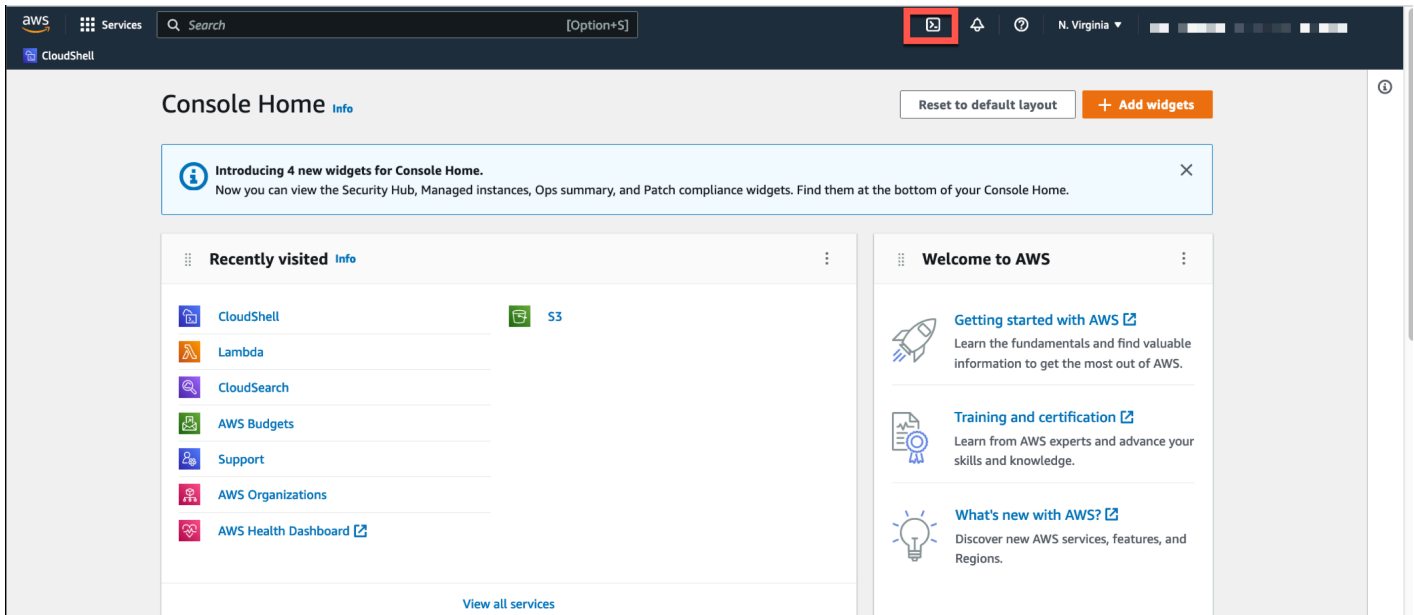 aws
Services
Search
[Option+S]
N. Virginia
CloudShell
Console Home Info
Reset to default layout
+ Add widgets
Introducing 4 new widgets for Console Home.
Now you can view the Security Hub, Managed instances, Ops summary, and Patch compliance widgets. Find them at the bottom of your Console Home.
Recently visited Info
CloudShell
Lambda
CloudSearch
AWS Budgets
Support
AWS Organizations
AWS Health Dashboard
S3
View all services
Welcome to AWS
Getting started with AWS
Learn the fundamentals and find valuable
information to get the most out of AWS.
Training and certification
Learn from AWS experts and advance your
skills and knowledge.
What's new with AWS?
Discover new AWS services, features, and
Regions.